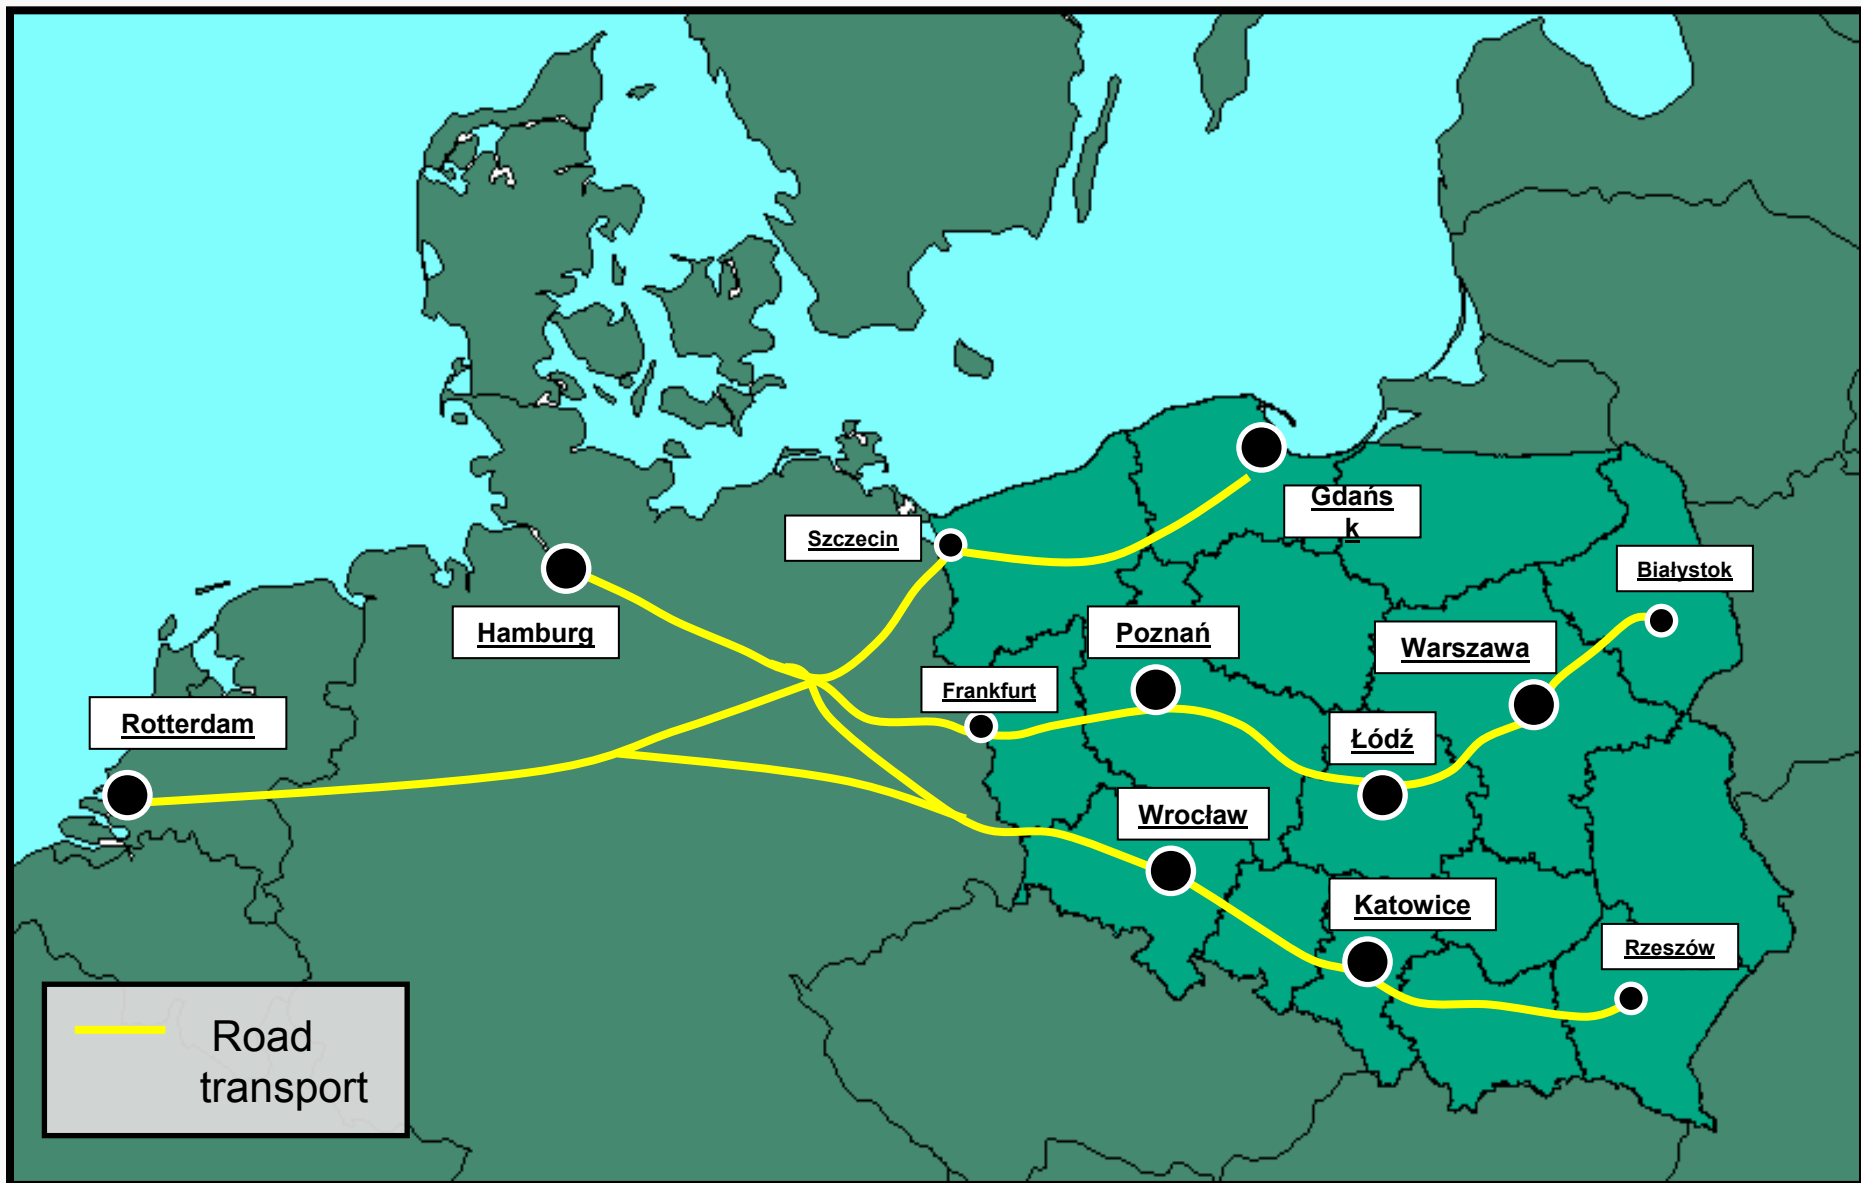 Gdańs
k
Szczecin
Białystok
Hamburg
Poznań
Warszawa
Frankfurt
Rotterdam
Łódź
Wrocław
Katowice
Rzeszów
Road
transport